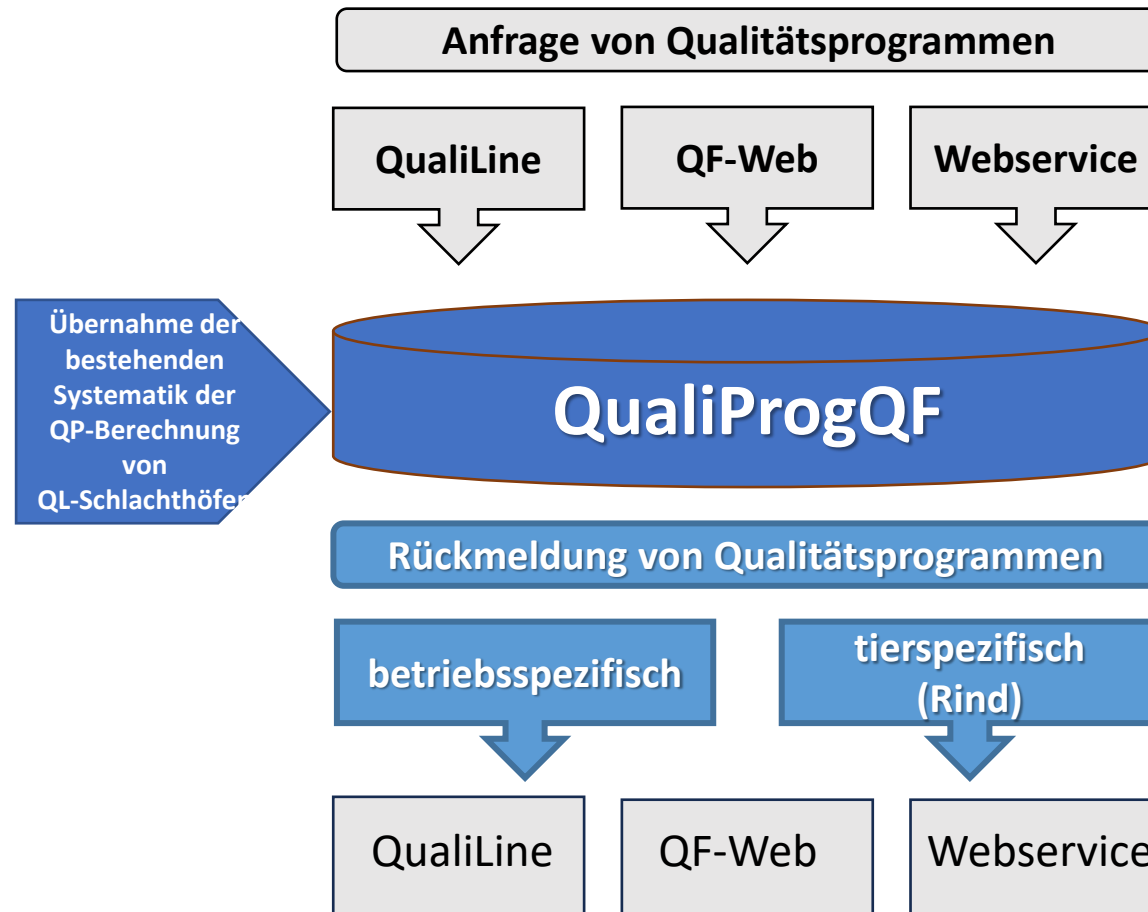 Anfrage von Qualitätsprogrammen
QualiLine
QF-Web
Webservice
Übernahme der
bestehenden
Systematik der
QP-Berechnung
von
QL-Schlachthöfen
QualiProgQF
Rückmeldung von Qualitätsprogrammen
betriebsspezifisch
tierspezifisch
(Rind)
QualiLine
QF-Web
Webservice